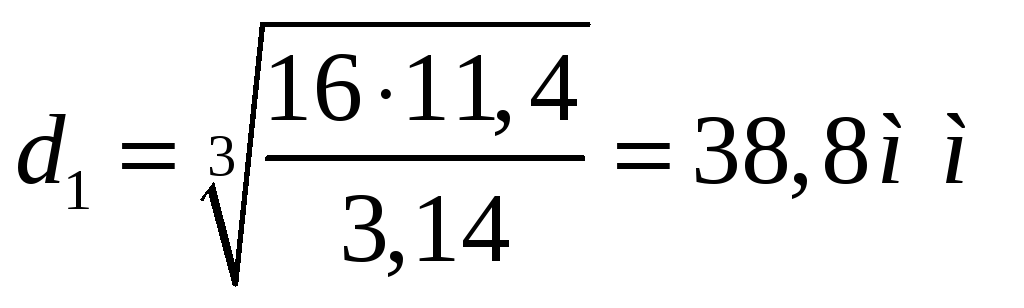 d₁ = ∛(16·11,4 / 3,14) = 38,8ì ì